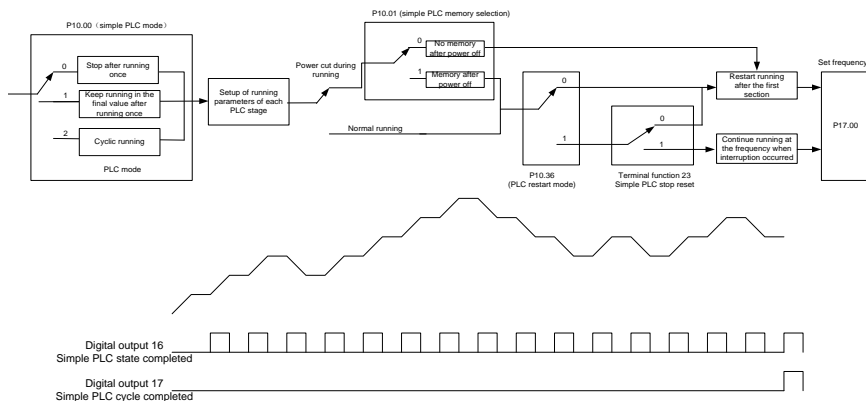 P10.00（simple PLC mode)
0
Stop after running
once
1
Keep running in the
final value after
running once
2
Cyclic running
PLC mode
Setup of running
parameters of each
PLC stage
Power cut during
running
Normal running
P10.01 (simple PLC memory selection)
0
No memory
after power off
1
Memory after
power off
0
1
P10.36
(PLC restart mode)
0
1
Terminal function 23
Simple PLC stop reset
Restart running
after the first
section
Continue running at
the frequency when
interruption occurred
Set frequency
P17.00
Digital output 16
Simple PLC state completed
Digital output 17
Simple PLC cycle completed